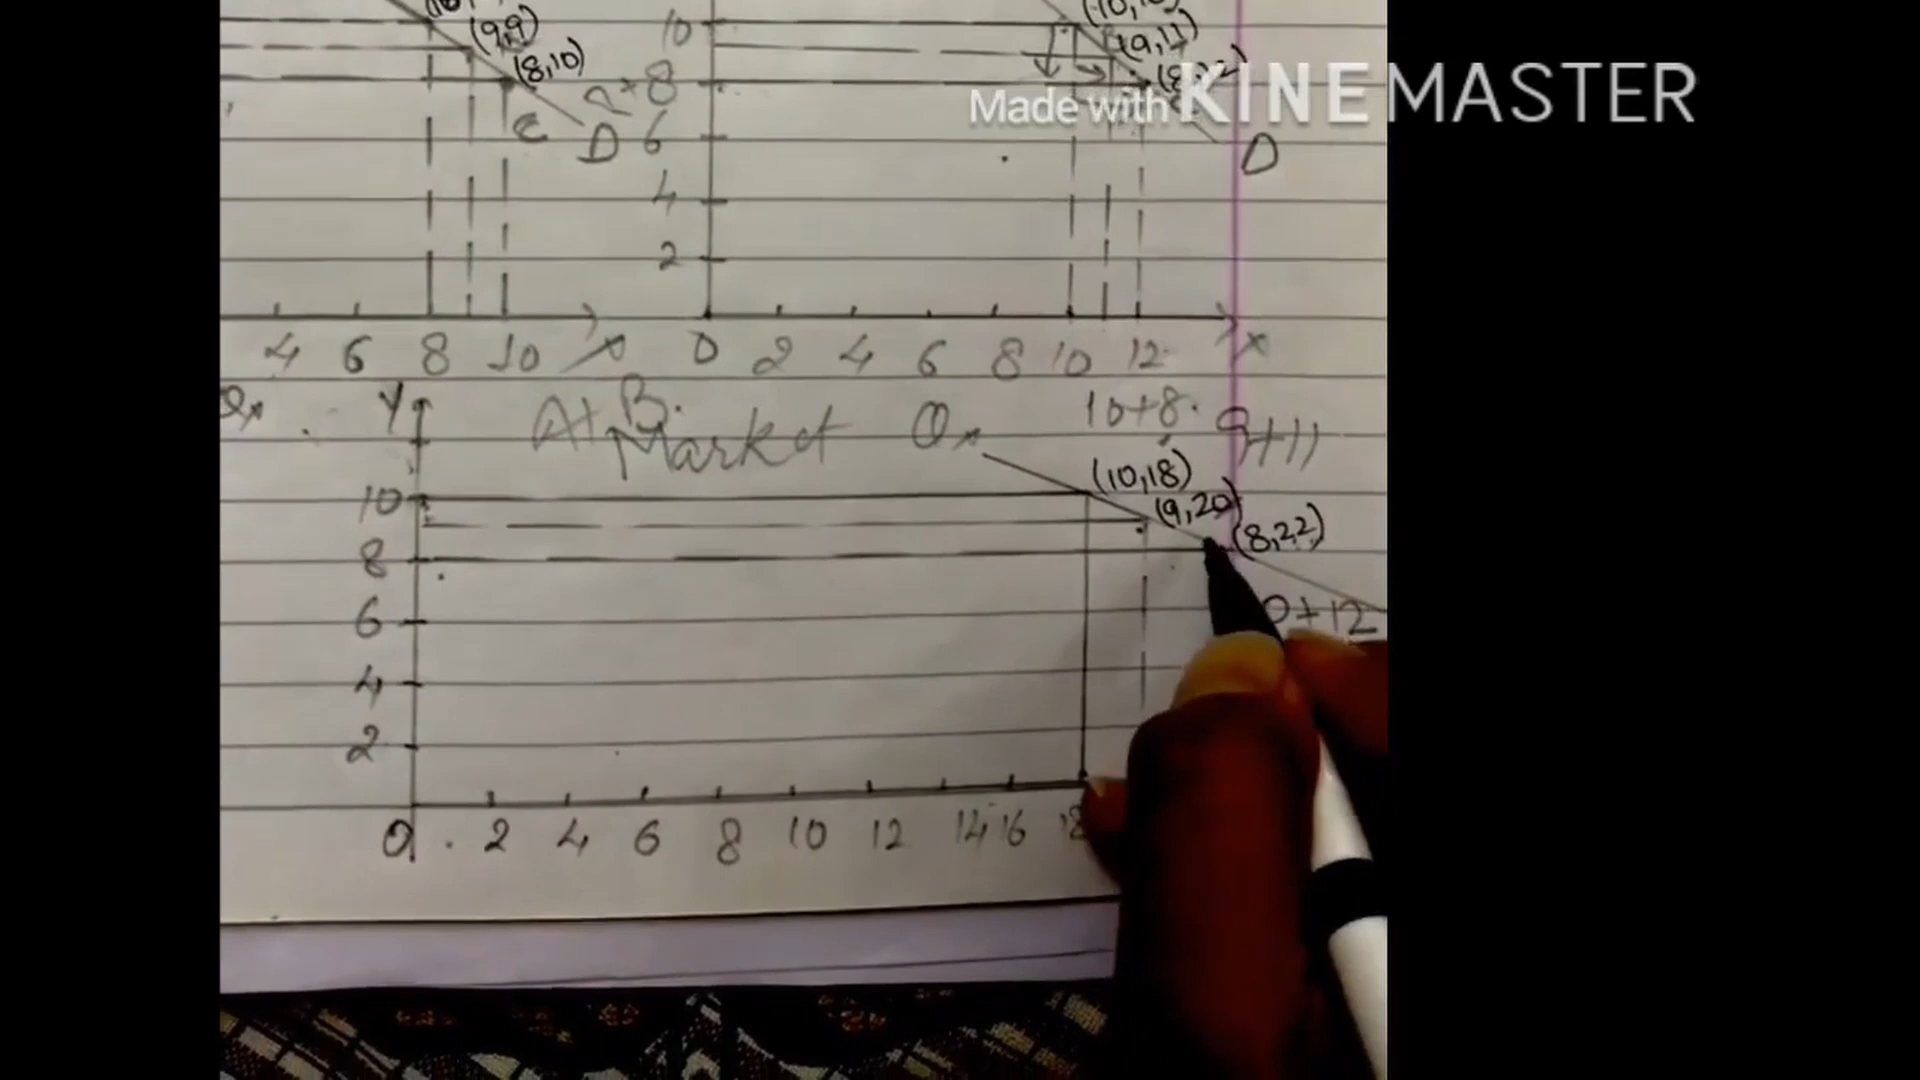 (9,9)
(8,10)
D
10
8
6
4
2
(9,11)
D
Made with KINEMASTER
4 6 8 10 X
0 2 4 6 8 10 12 X
Y
A+B
Market
10+8
9+11
(10,18)
(9,20)
(8,22)
10
8
6
4
2
0 2 4 6 8 10 12 14 16 18